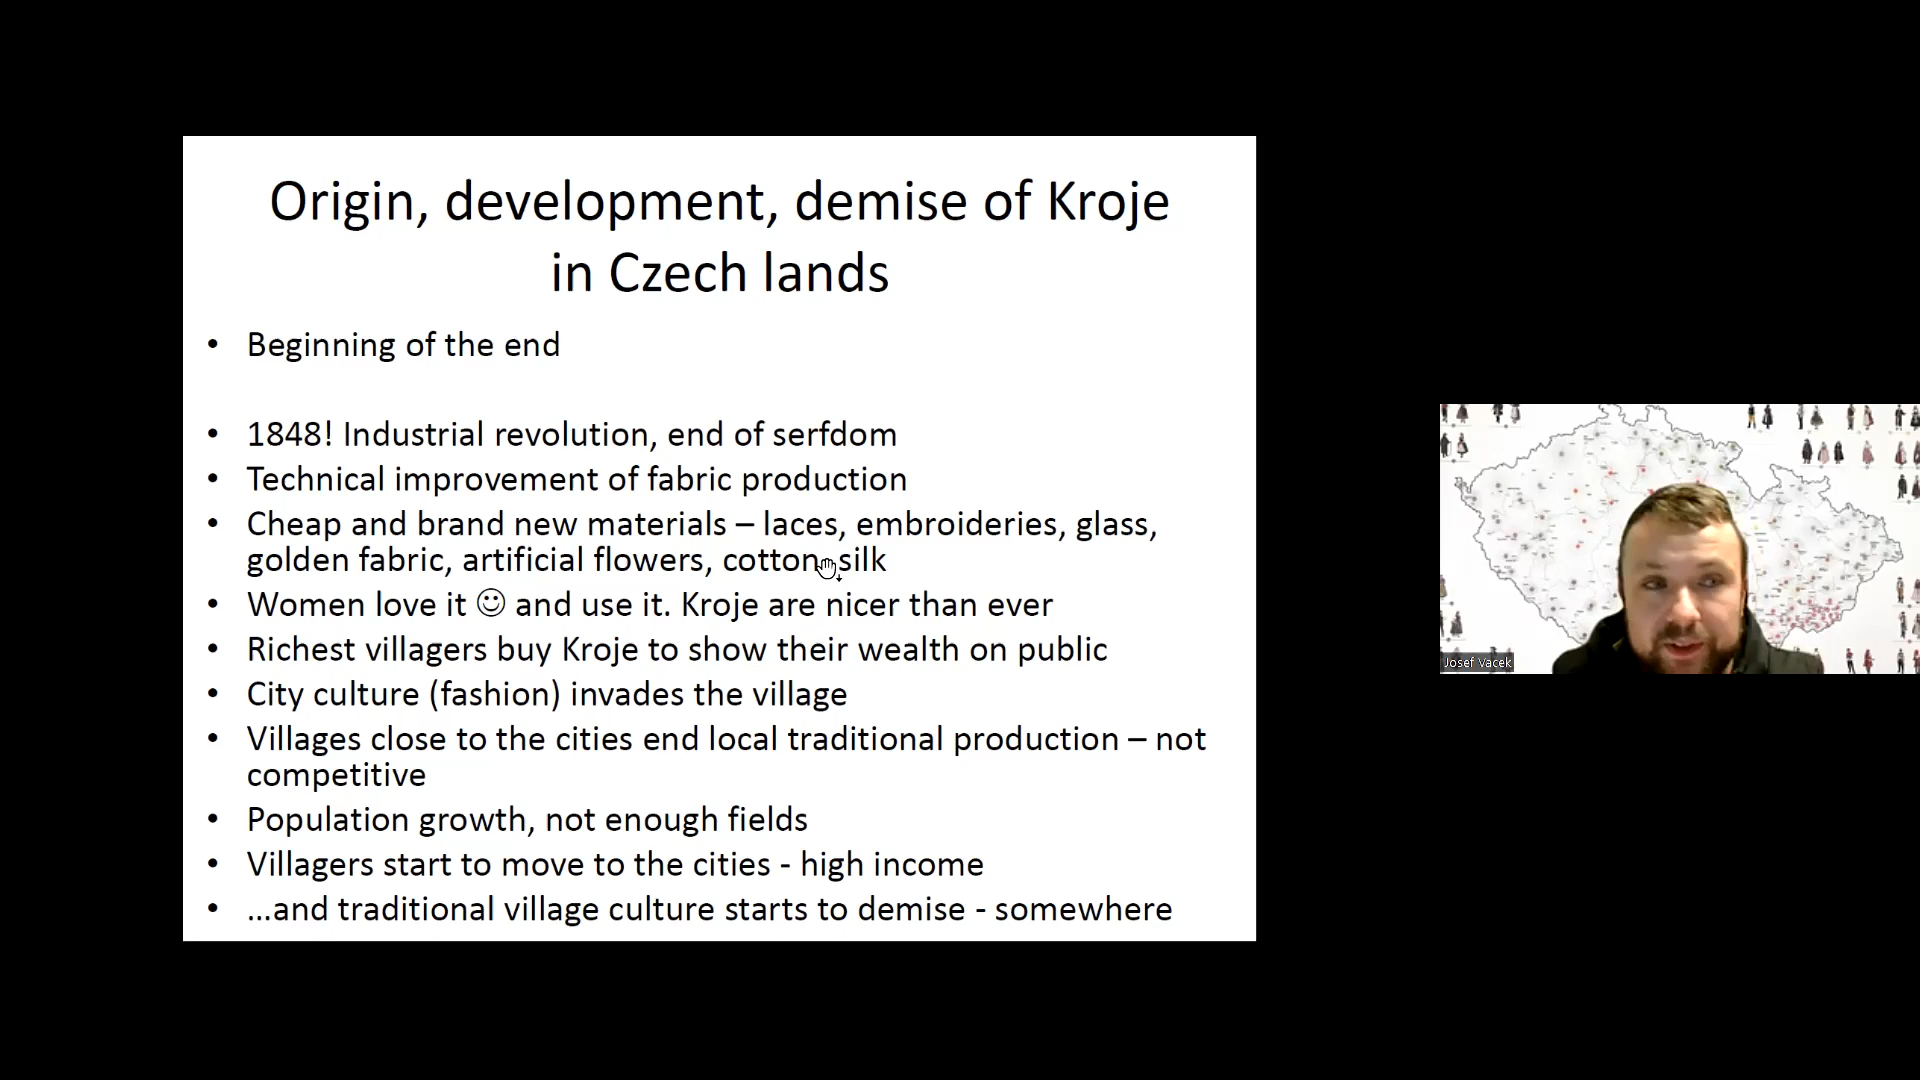 Origin, development, demise of Kroje
in Czech lands
• Beginning of the end
• 1848! Industrial revolution, end of serfdom
• Technical improvement of fabric production
• Cheap and brand new materials – laces, embroideries, glass,
golden fabric, artificial flowers, cotton, silk
• Women love it ☺ and use it. Kroje are nicer than ever
• Richest villagers buy Kroje to show their wealth on public
• City culture (fashion) invades the village
• Villages close to the cities end local traditional production – not
competitive
• Population growth, not enough fields
• Villagers start to move to the cities - high income
• …and traditional village culture starts to demise - somewhere
Josef Vacek